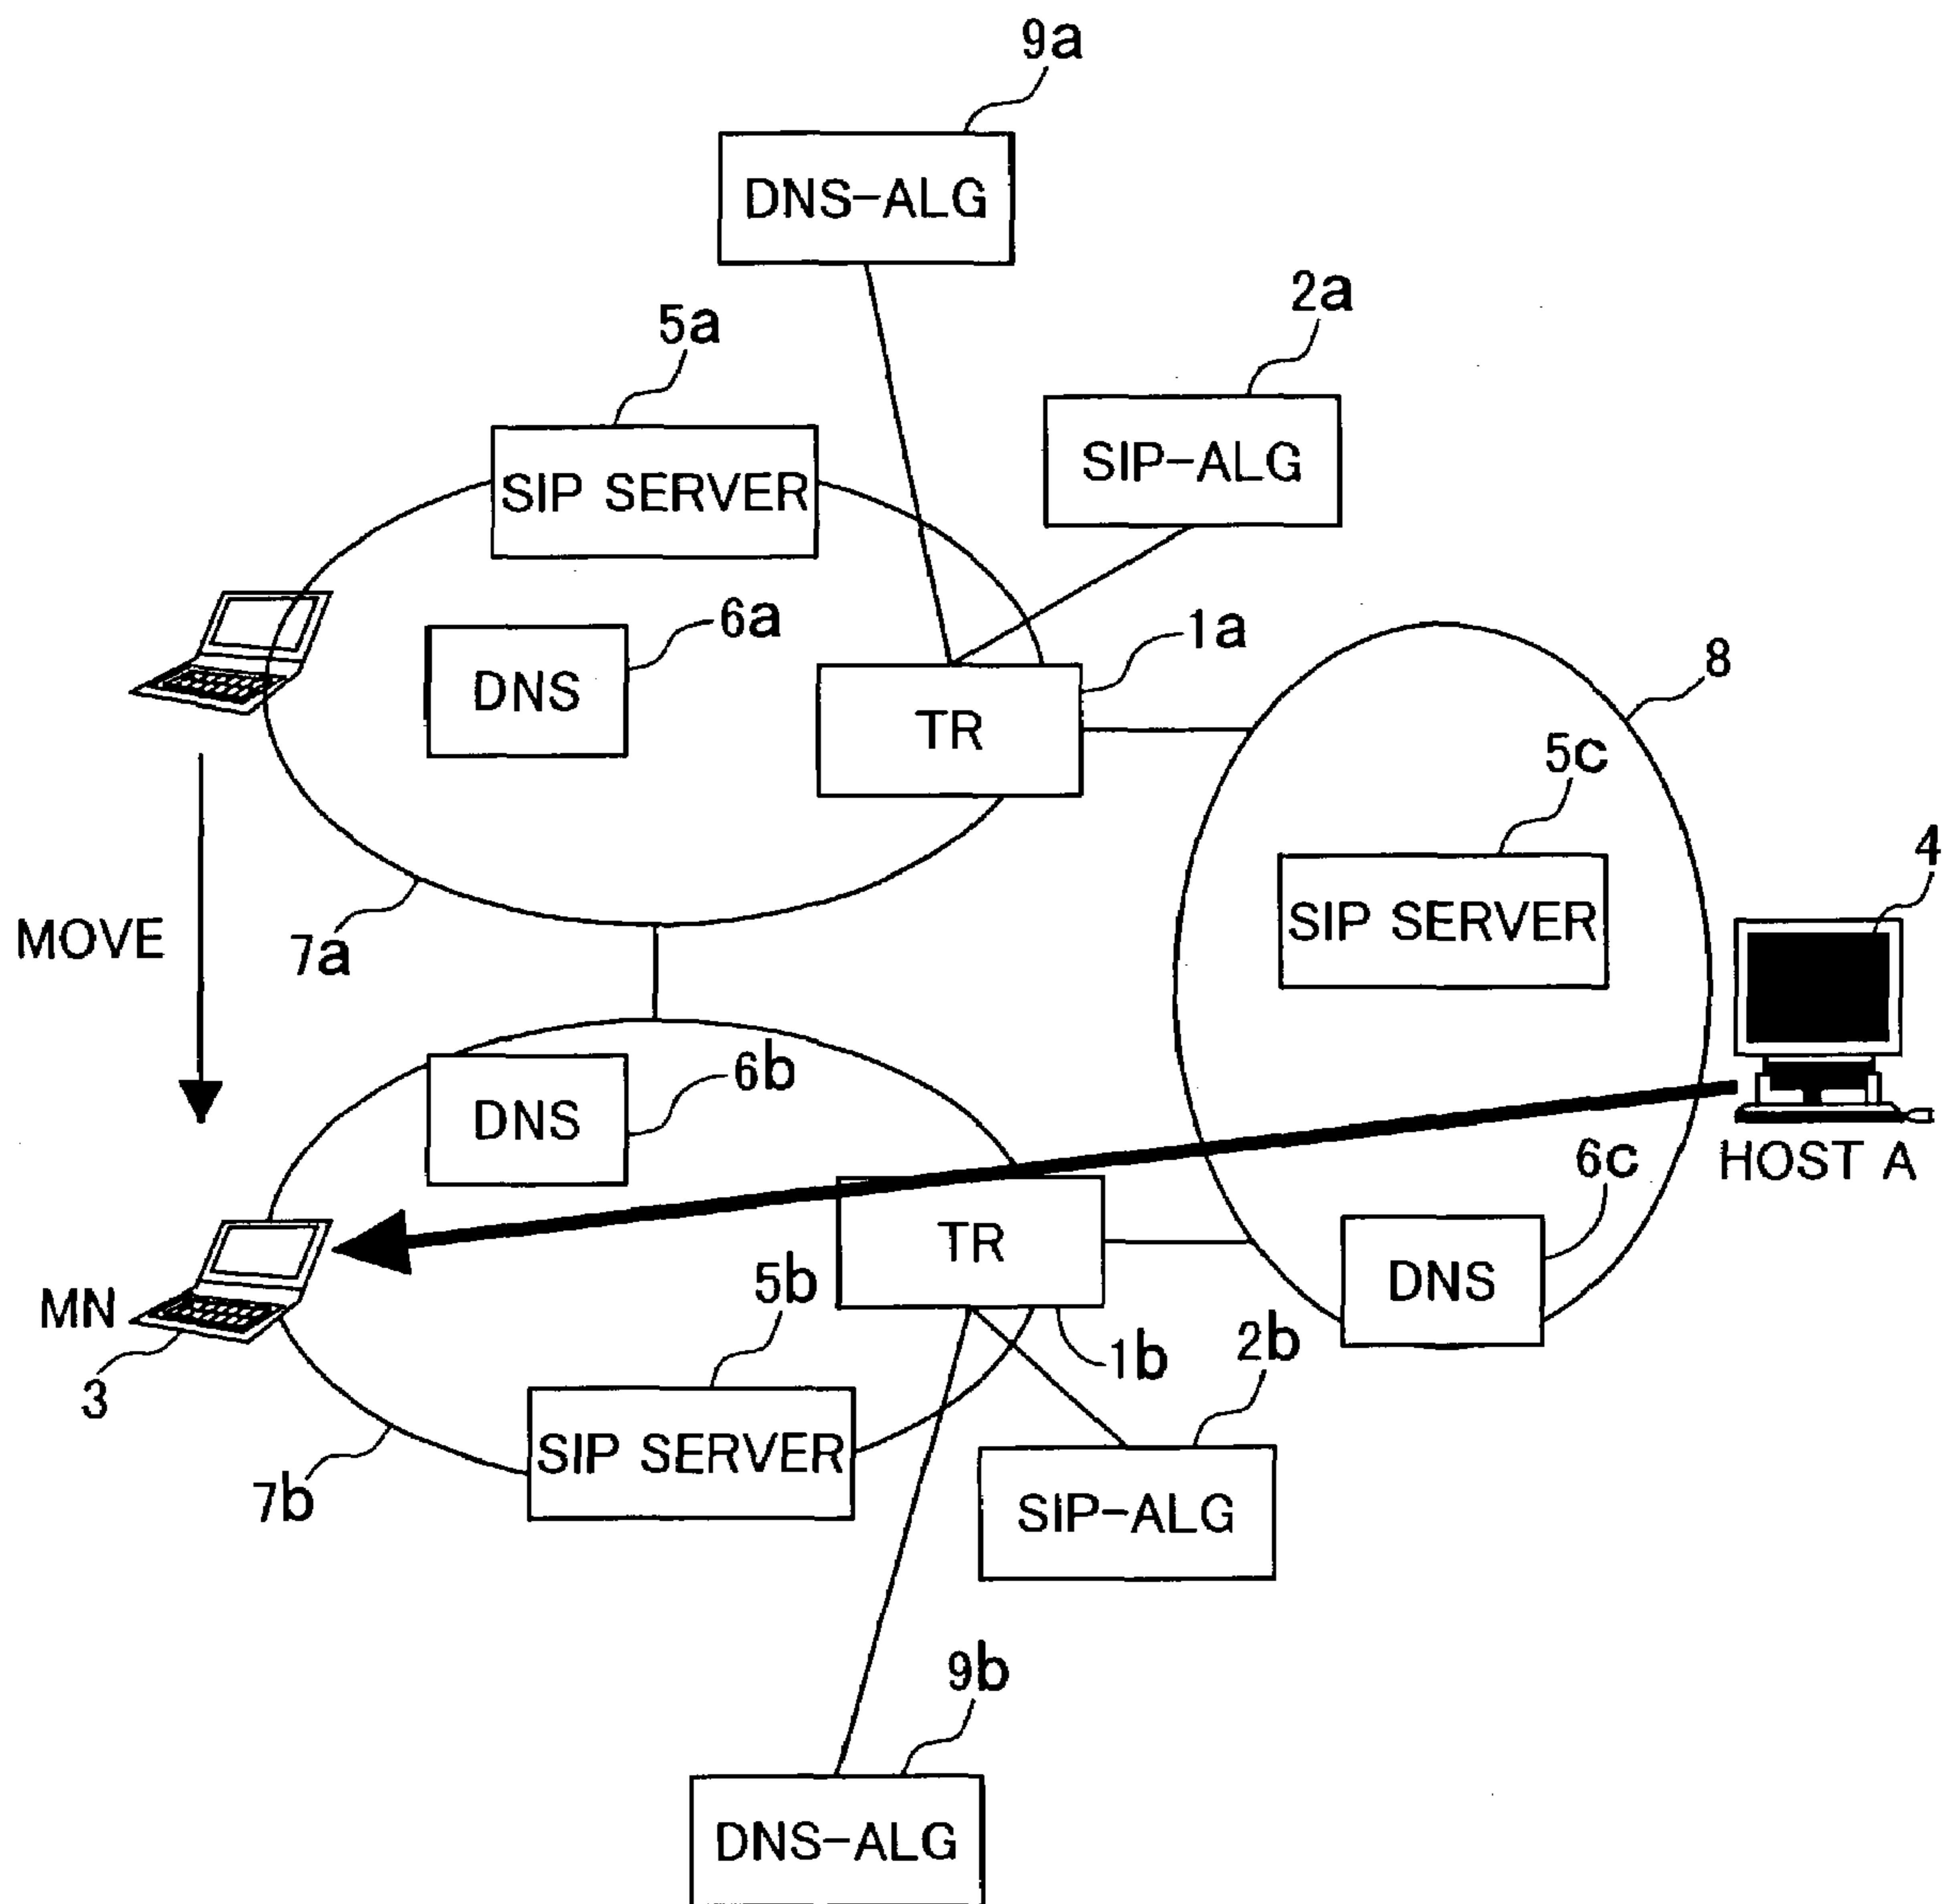 9a
DNS-ALG
2a
5a
SIP-ALG
SIP SERVER
6a
1a
8
DNS
TR
5c
4
MOVE
7a
SIP SERVER
6b
DNS
6c
HOST A
TR
5b
DNS
MN
1b
2b
3
SIP SERVER
7b
SIP-ALG
9b
DNS-ALG